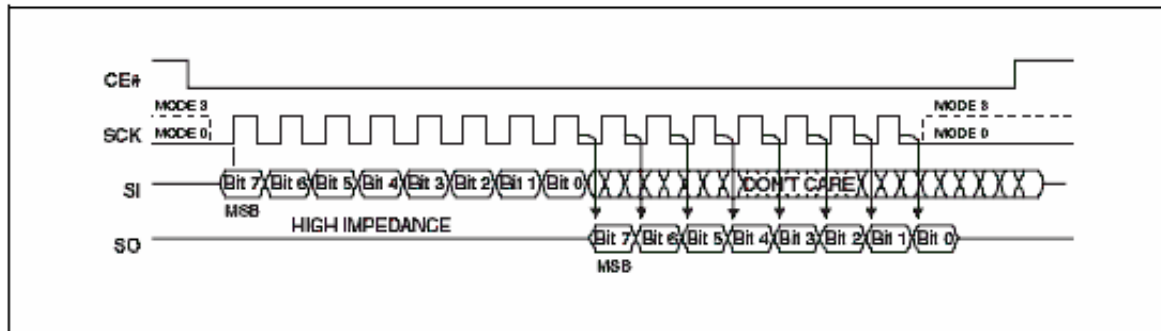 CE#
MODE 3
MODE 3
SCK
MODE 0
MODE 0
SI
Bit 7
Bit 6
Bit 5
Bit 4
Bit 3
Bit 2
Bit 1
Bit 0
DON'T CARE
MSB
HIGH IMPEDANCE
SO
Bit 7
Bit 6
Bit 5
Bit 4
Bit 3
Bit 2
Bit 1
Bit 0
MSB